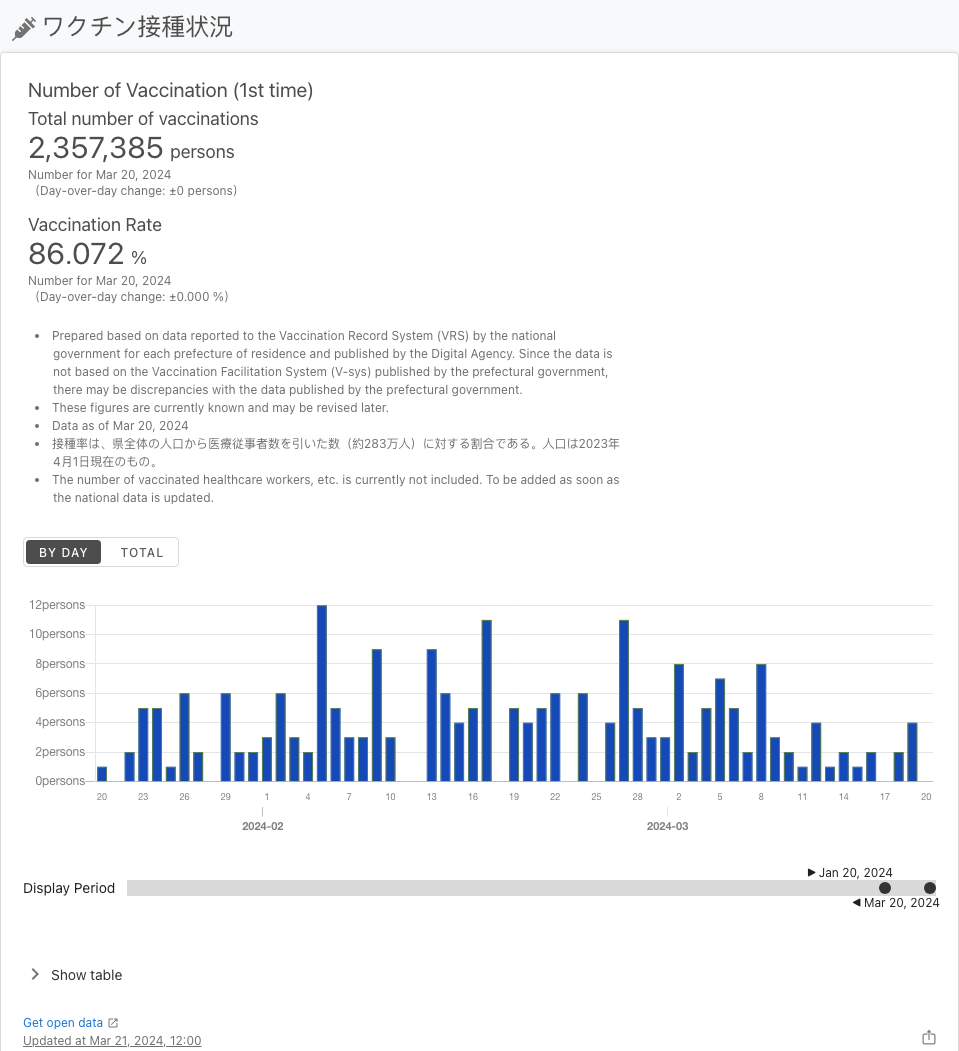 ワクチン接種状況
Number of Vaccination (1st time)
Total number of vaccinations
2,357,385 persons
Number for Mar 20, 2024
（Day-over-day change: ±0 persons）
Vaccination Rate
86.072 %
Number for Mar 20, 2024
（Day-over-day change: ±0.000 %）
• Prepared based on data reported to the Vaccination Record System (VRS) by the national
government for each prefecture of residence and published by the Digital Agency. Since the data is
not based on the Vaccination Facilitation System (V-sys) published by the prefectural government,
there may be discrepancies with the data published by the prefectural government.
• These figures are currently known and may be revised later.
• Data as of Mar 20, 2024
• 接種率は、県全体の人口から医療従事者数を引いた数（約283万人）に対する割合である。人口は2023年
4月1日現在のもの。
• The number of vaccinated healthcare workers, etc. is currently not included. To be added as soon as
the national data is updated.
BY DAY TOTAL
12persons
10persons
8persons
6persons
4persons
2persons
0persons
20 23 26 29 1 4 7 10 13 16 19 22 25 28 2 5 8 11 14 17 20
2024-02 2024-03
Jan 20, 2024
Display Period
Mar 20, 2024
Show table
Get open data
Updated at Mar 21, 2024, 12:00